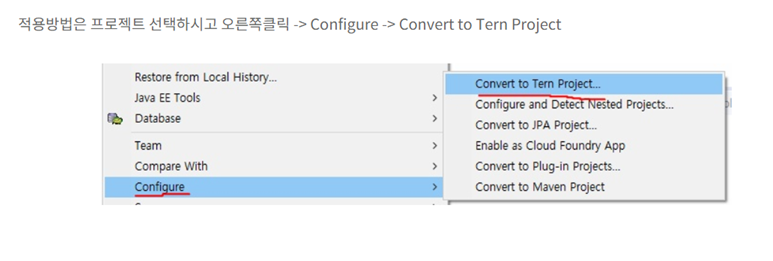 적용방법은 프로젝트 선택하시고 오른쪽클릭 -> Configure -> Convert to Tern Project
Restore from Local History...
Java EE Tools
Database
Team
Compare With
Configure
Convert to Tern Project...
Configure and Detect Nested Projects...
Convert to JPA Project...
Enable as Cloud Foundry App
Convert to Plug-in Projects...
Convert to Maven Project